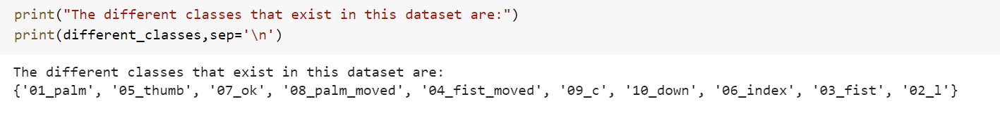 print("The different classes that exist in this dataset are:")
print(different_classes,sep='\n')
The different classes that exist in this dataset are:
{'01_palm', '05_thumb', '07_ok', '08_palm_moved', '04_fist_moved', '09_c', '10_down', '06_index', '03_fist', '02_l'}